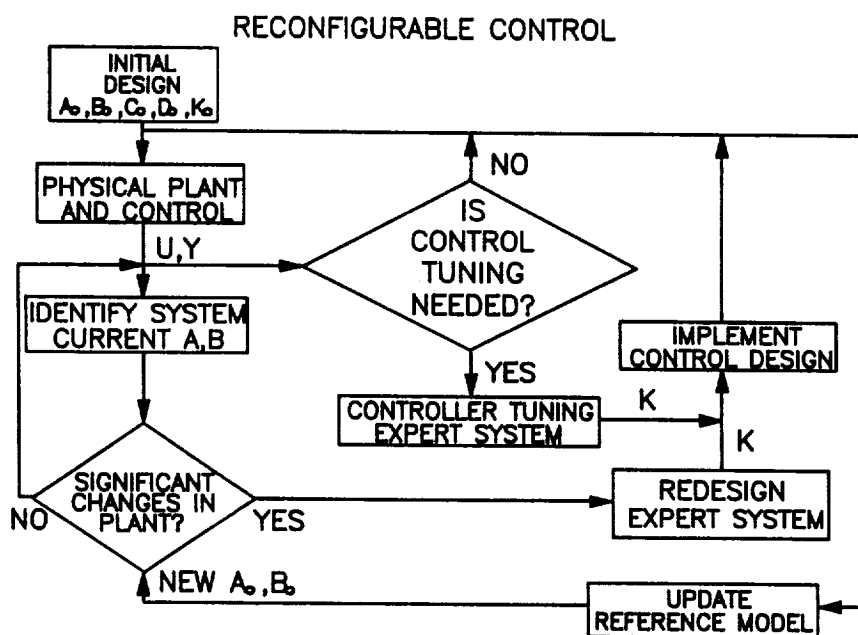 RECONFIGURABLE CONTROL
INITIAL
DESIGN
A₀,B₀,C₀,D₀,K₀
PHYSICAL PLANT
AND CONTROL
U,Y
NO
IS
CONTROL
TUNING
NEEDED?
IDENTIFY SYSTEM
CURRENT A,B
IMPLEMENT
CONTROL DESIGN
YES
CONTROLLER TUNING
EXPERT SYSTEM
K
K
SIGNIFICANT
CHANGES IN
PLANT?
NO
YES
REDESIGN
EXPERT SYSTEM
NEW A₀,B₀
UPDATE
REFERENCE MODEL